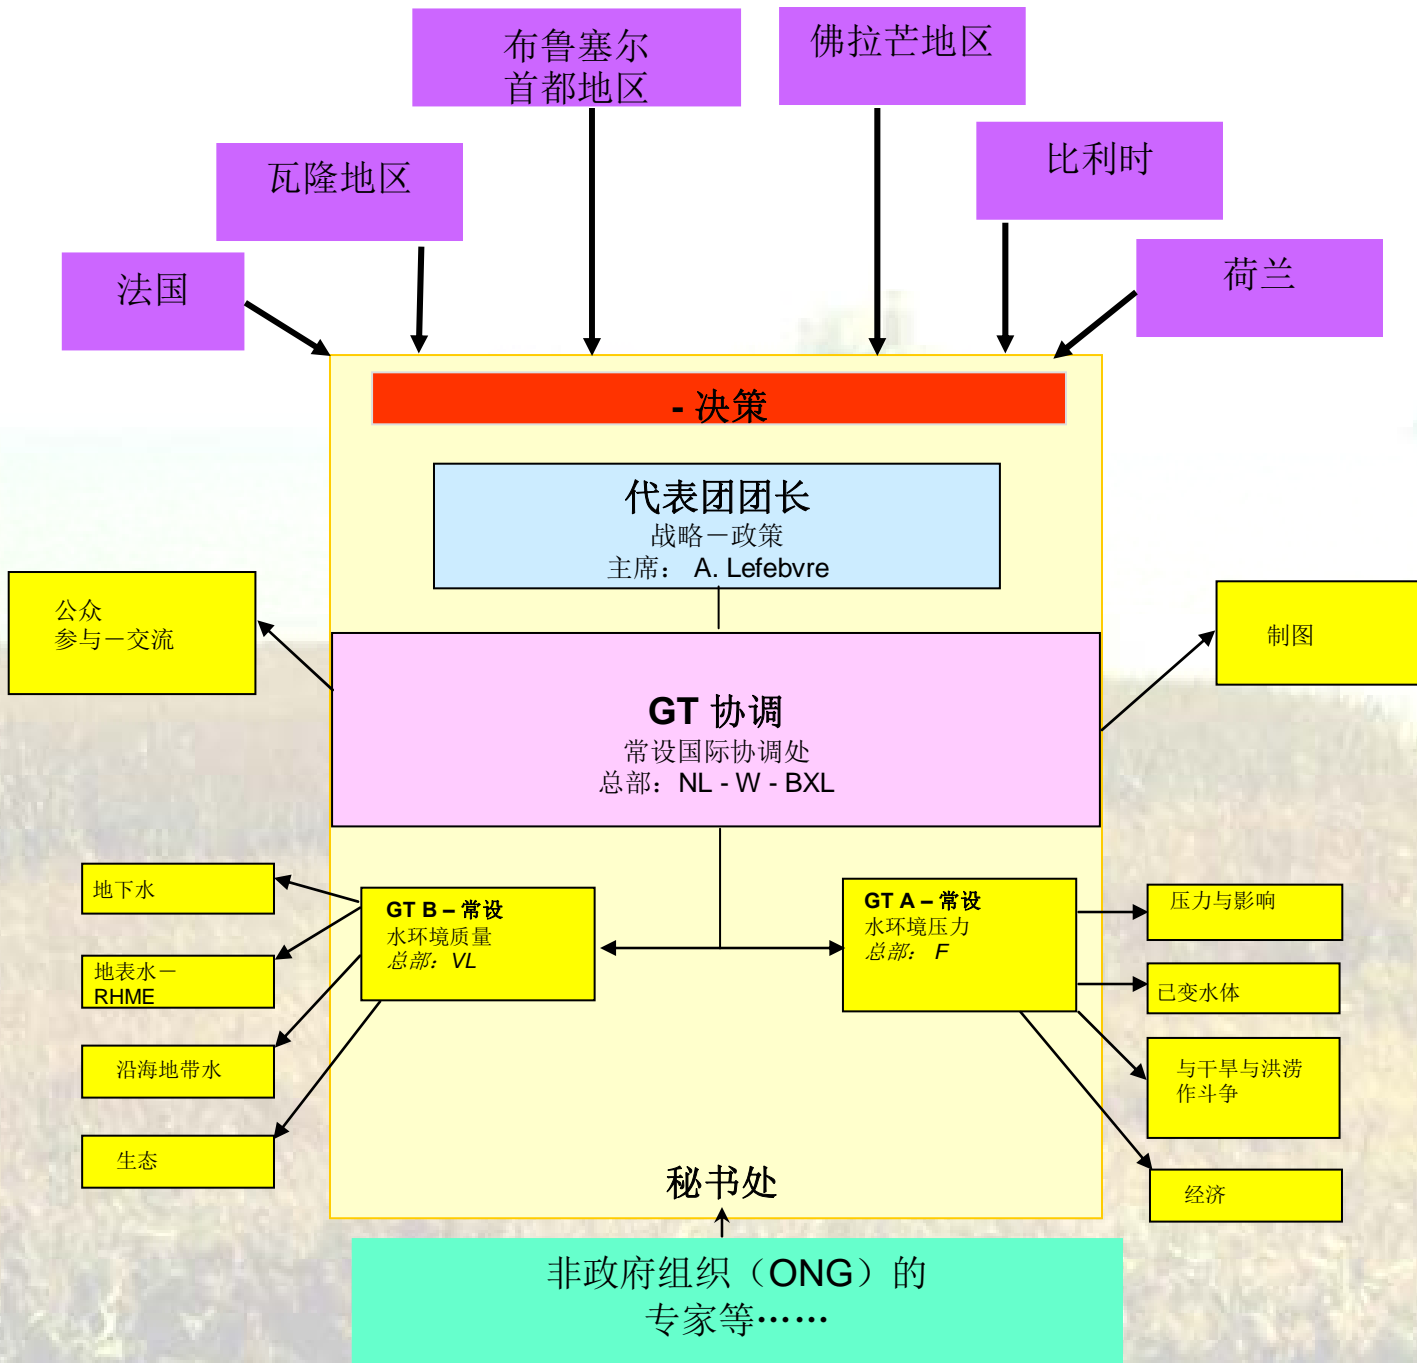 布鲁塞尔
首都地区
佛拉芒地区
瓦隆地区
比利时
法国
荷兰
- 决策
代表团团长
战略－政策
主席： A. Lefebvre
公众
参与－交流
制图
GT 协调
常设国际协调处
总部：NL - W - BXL
地下水
地表水－
RHME
沿海地带水
生态
GT B – 常设
水环境质量
总部：VL
GT A – 常设
水环境压力
总部： F
压力与影响
已变水体
与干旱与洪涝
作斗争
经济
秘书处
非政府组织（ONG）的
专家等……